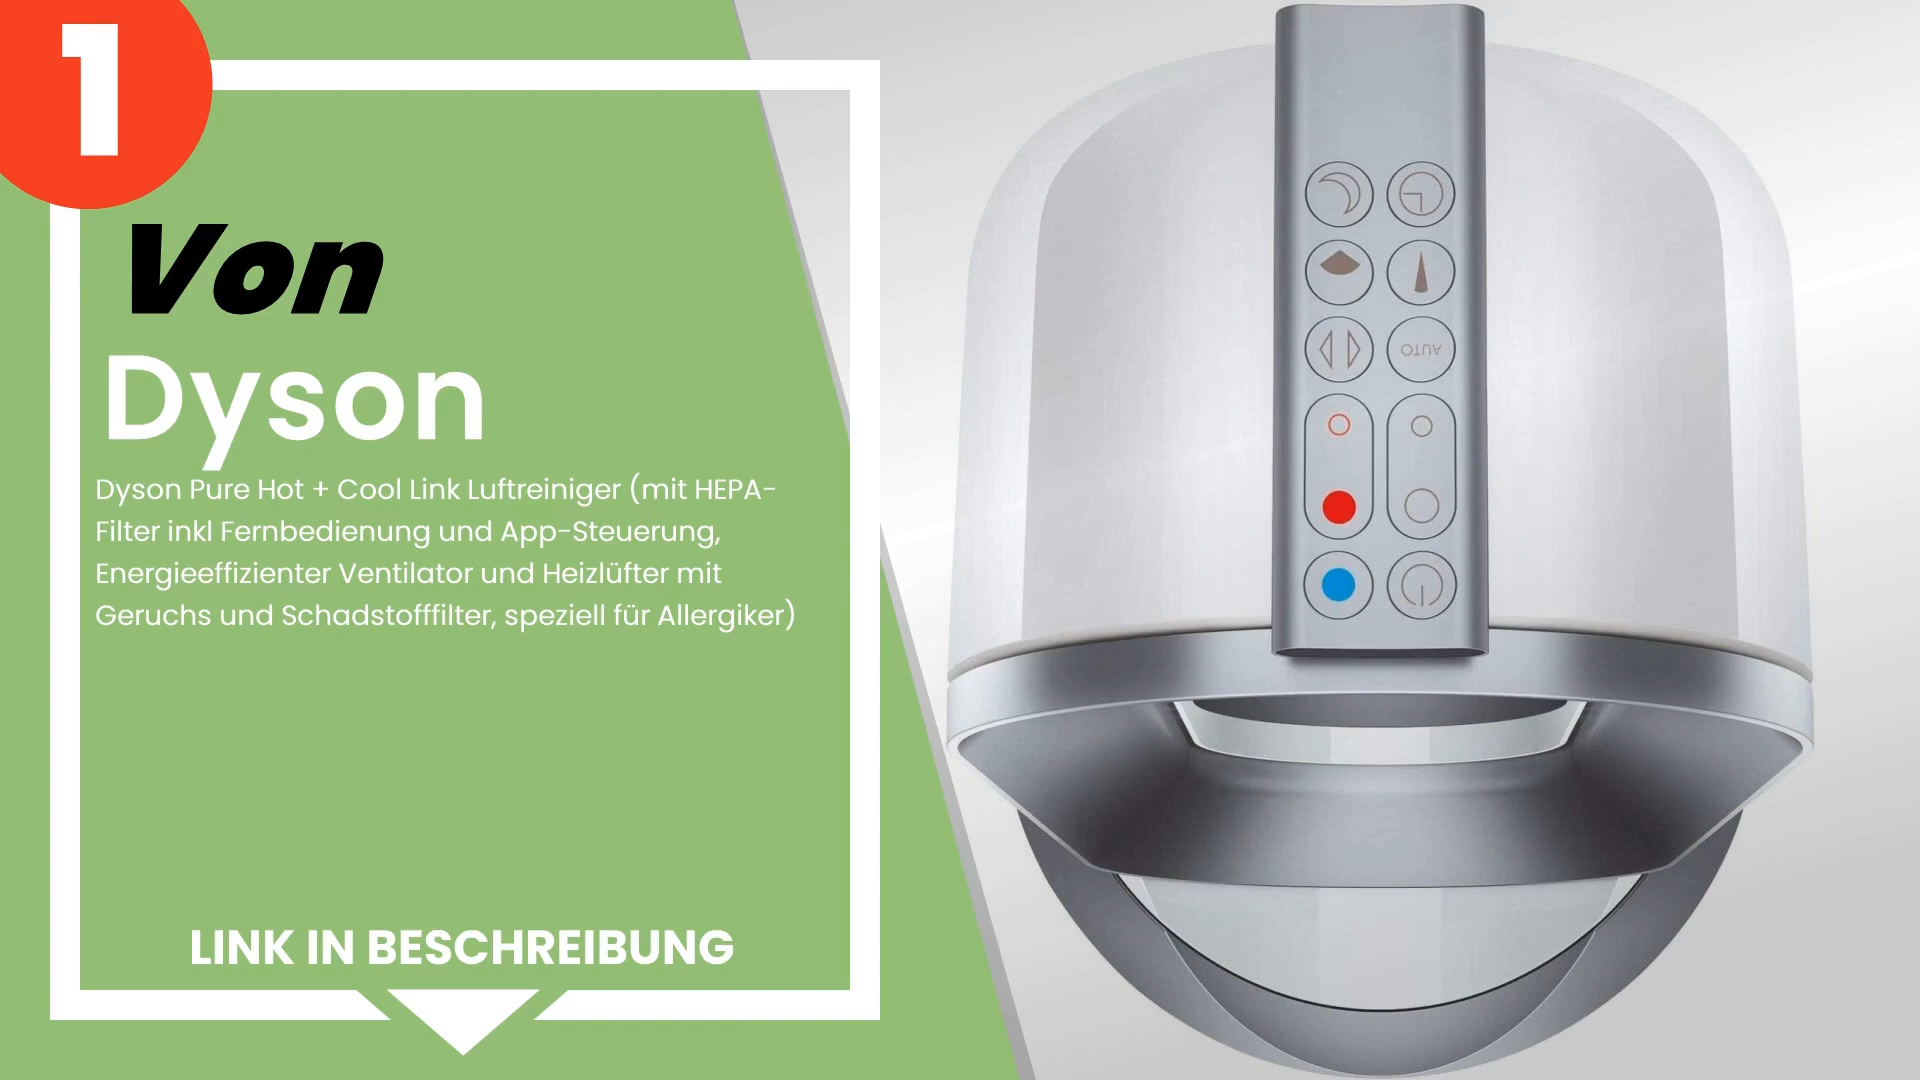 1
Von
Dyson
Dyson Pure Hot + Cool Link Luftreiniger (mit HEPA-
Filter inkl Fernbedienung und App-Steuerung,
Energieeffizienter Ventilator und Heizlüfter mit
Geruchs und Schadstofffilter, speziell für Allergiker)
LINK IN BESCHREIBUNG
AUTO